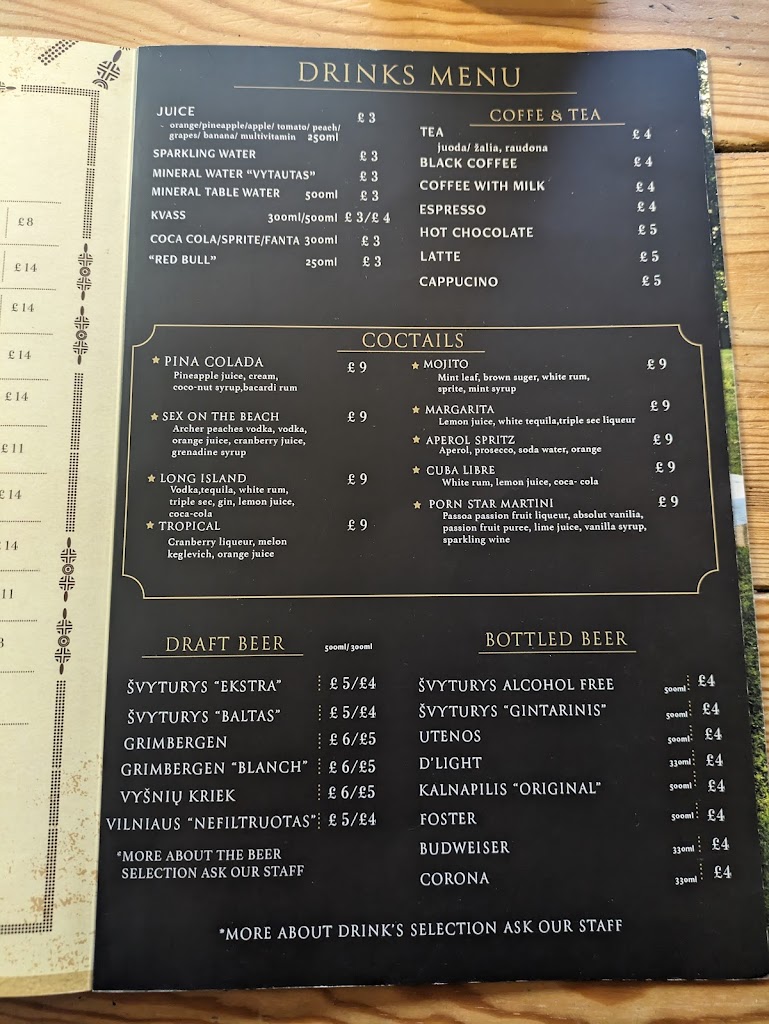 £8
£14
£14
£14
£14
£11
£14
14
11
DRINKS MENU
JUICE £3
orange/pineapple/apple/ tomato/ peach/
grapes/ banana/ multivitamin 250ml
SPARKLING WATER £3
MINERAL WATER "VYTAUTAS" £3
MINERAL TABLE WATER 500ml £3
KVASS 300ml/500ml £3/£4
COCA COLA/SPRITE/FANTA 300ml £3
"RED BULL" 250ml £3
COFFE & TEA
TEA £4
juoda/ žalia, raudona
BLACK COFFEE £4
COFFEE WITH MILK £4
ESPRESSO £4
HOT CHOCOLATE £5
LATTE £5
CAPPUCINO £5
COCTAILS
PINA COLADA £9
Pineapple juice, cream,
coco-nut syrup,bacardi rum
SEX ON THE BEACH £9
Archer peaches vodka, vodka,
orange juice, cranberry juice,
grenadine syrup
LONG ISLAND £9
Vodka,tequila, white rum,
triple sec, gin, lemon juice,
coca-cola
TROPICAL £9
Cranberry liqueur, melon
keglevich, orange juice
MOJITO £9
Mint leaf, brown suger, white rum,
sprite, mint syrup
MARGARITA £9
Lemon juice, white tequila,triple sec liqueur
APEROL SPRITZ £9
Aperol, prosecco, soda water, orange
CUBA LIBRE £9
White rum, lemon juice, coca- cola
PORN STAR MARTINI £9
Passoa passion fruit liqueur, absolut vanilia,
passion fruit puree, lime juice, vanilla syrup,
sparkling wine
DRAFT BEER 500ml/300ml
ŠVYTURYS "EKSTRA" £5/£4
ŠVYTURYS "BALTAS" £5/£4
GRIMBERGEN £6/£5
GRIMBERGEN "BLANCH" £6/£5
VYŠNIŲ KRIEK £6/£5
VILNIAUS "NEFILTRUOTAS" £5/£4
*MORE ABOUT THE BEER
SELECTION ASK OUR STAFF
BOTTLED BEER
ŠVYTURYS ALCOHOL FREE 500ml £4
ŠVYTURYS "GINTARINIS" 500ml £4
UTENOS 500ml £4
D'LIGHT 330ml £4
KALNAPILIS "ORIGINAL" 500ml £4
FOSTER 500ml £4
BUDWEISER 330ml £4
CORONA 330ml £4
*MORE ABOUT DRINK'S SELECTION ASK OUR STAFF